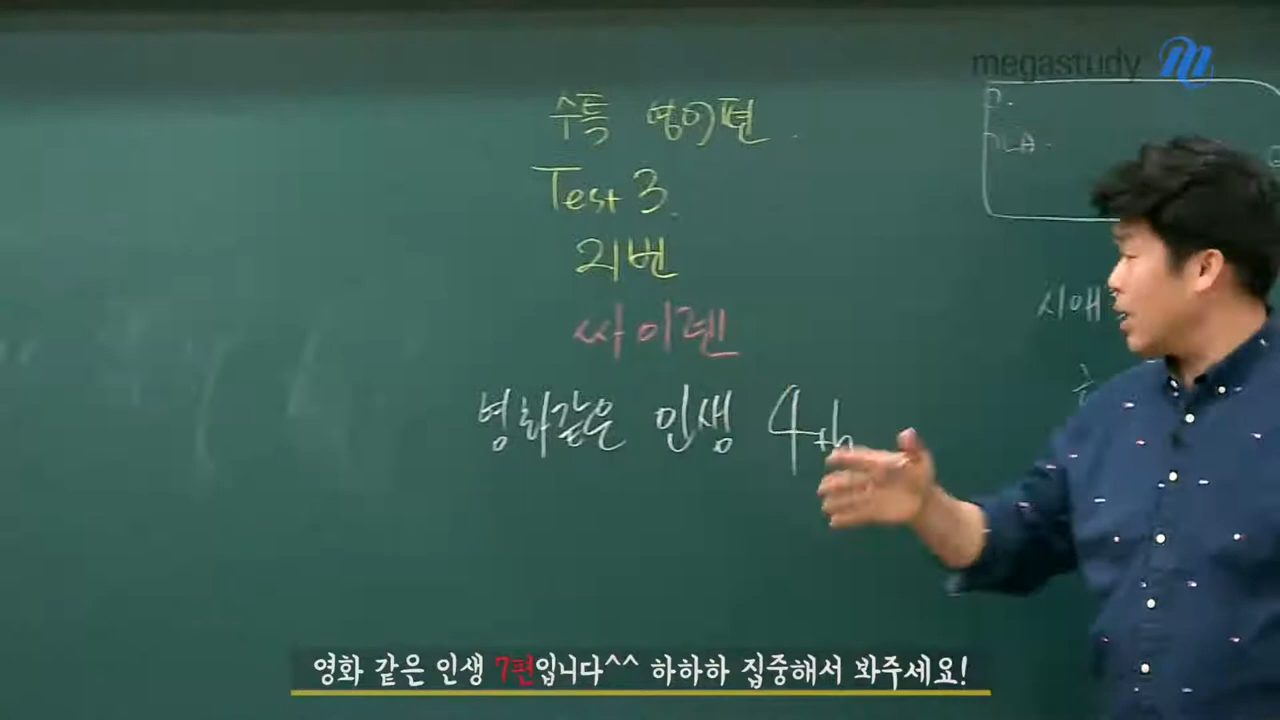 megastudy
수특 영어편.
Test 3.
21번
싸이렌
영화같은 인생 4th
시애
영화 같은 인생 7편입니다^^ 하하하 집중해서 봐주세요!